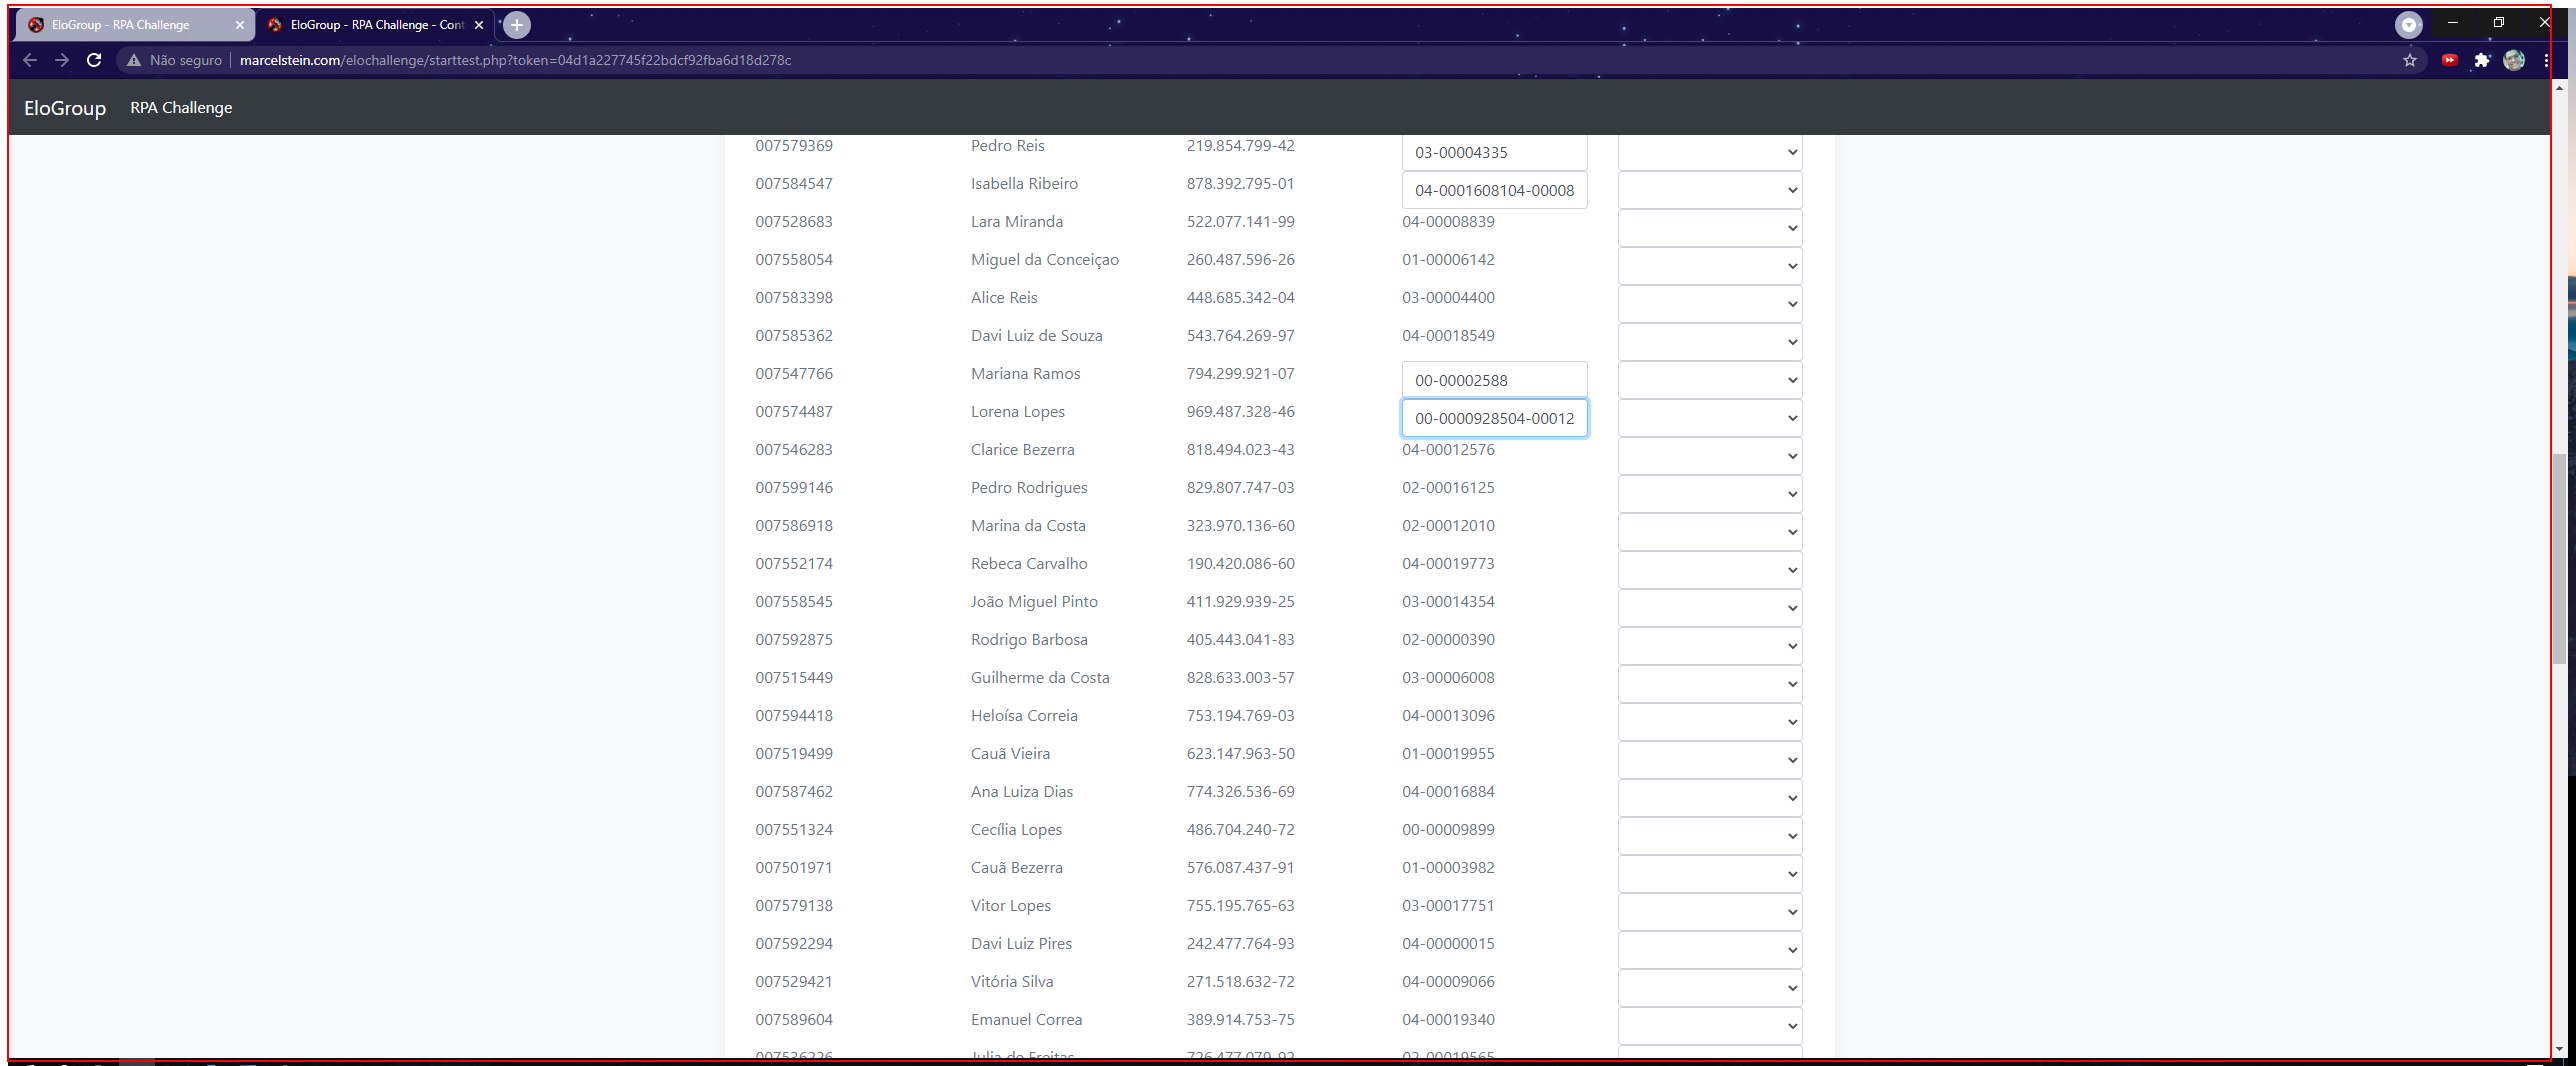 EloGroup - RPA Challenge
EloGroup - RPA Challenge - Cont
Não seguro marcelstein.com/elochallenge/starttest.php?token=04d1a227745f22bdcf92fba6d18d278c
EloGroup RPA Challenge
007579369 Pedro Reis 219.854.799-42 03-00004335
007584547 Isabella Ribeiro 878.392.795-01 04-0001608104-00008
007528683 Lara Miranda 522.077.141-99 04-00008839
007558054 Miguel da Conceiçao 260.487.596-26 01-00006142
007583398 Alice Reis 448.685.342-04 03-00004400
007585362 Davi Luiz de Souza 543.764.269-97 04-00018549
007547766 Mariana Ramos 794.299.921-07 00-00002588
007574487 Lorena Lopes 969.487.328-46 00-0000928504-00012
007546283 Clarice Bezerra 818.494.023-43 04-00012576
007599146 Pedro Rodrigues 829.807.747-03 02-00016125
007586918 Marina da Costa 323.970.136-60 02-00012010
007552174 Rebeca Carvalho 190.420.086-60 04-00019773
007558545 João Miguel Pinto 411.929.939-25 03-00014354
007592875 Rodrigo Barbosa 405.443.041-83 02-00000390
007515449 Guilherme da Costa 828.633.003-57 03-00006008
007594418 Heloísa Correia 753.194.769-03 04-00013096
007519499 Cauã Vieira 623.147.963-50 01-00019955
007587462 Ana Luiza Dias 774.326.536-69 04-00016884
007551324 Cecília Lopes 486.704.240-72 00-00009899
007501971 Cauã Bezerra 576.087.437-91 01-00003982
007579138 Vitor Lopes 755.195.765-63 03-00017751
007592294 Davi Luiz Pires 242.477.764-93 04-00000015
007529421 Vitória Silva 271.518.632-72 04-00009066
007589604 Emanuel Correa 389.914.753-75 04-00019340
007536226 Julia de Freitas 726.477.079-92 02-00019565